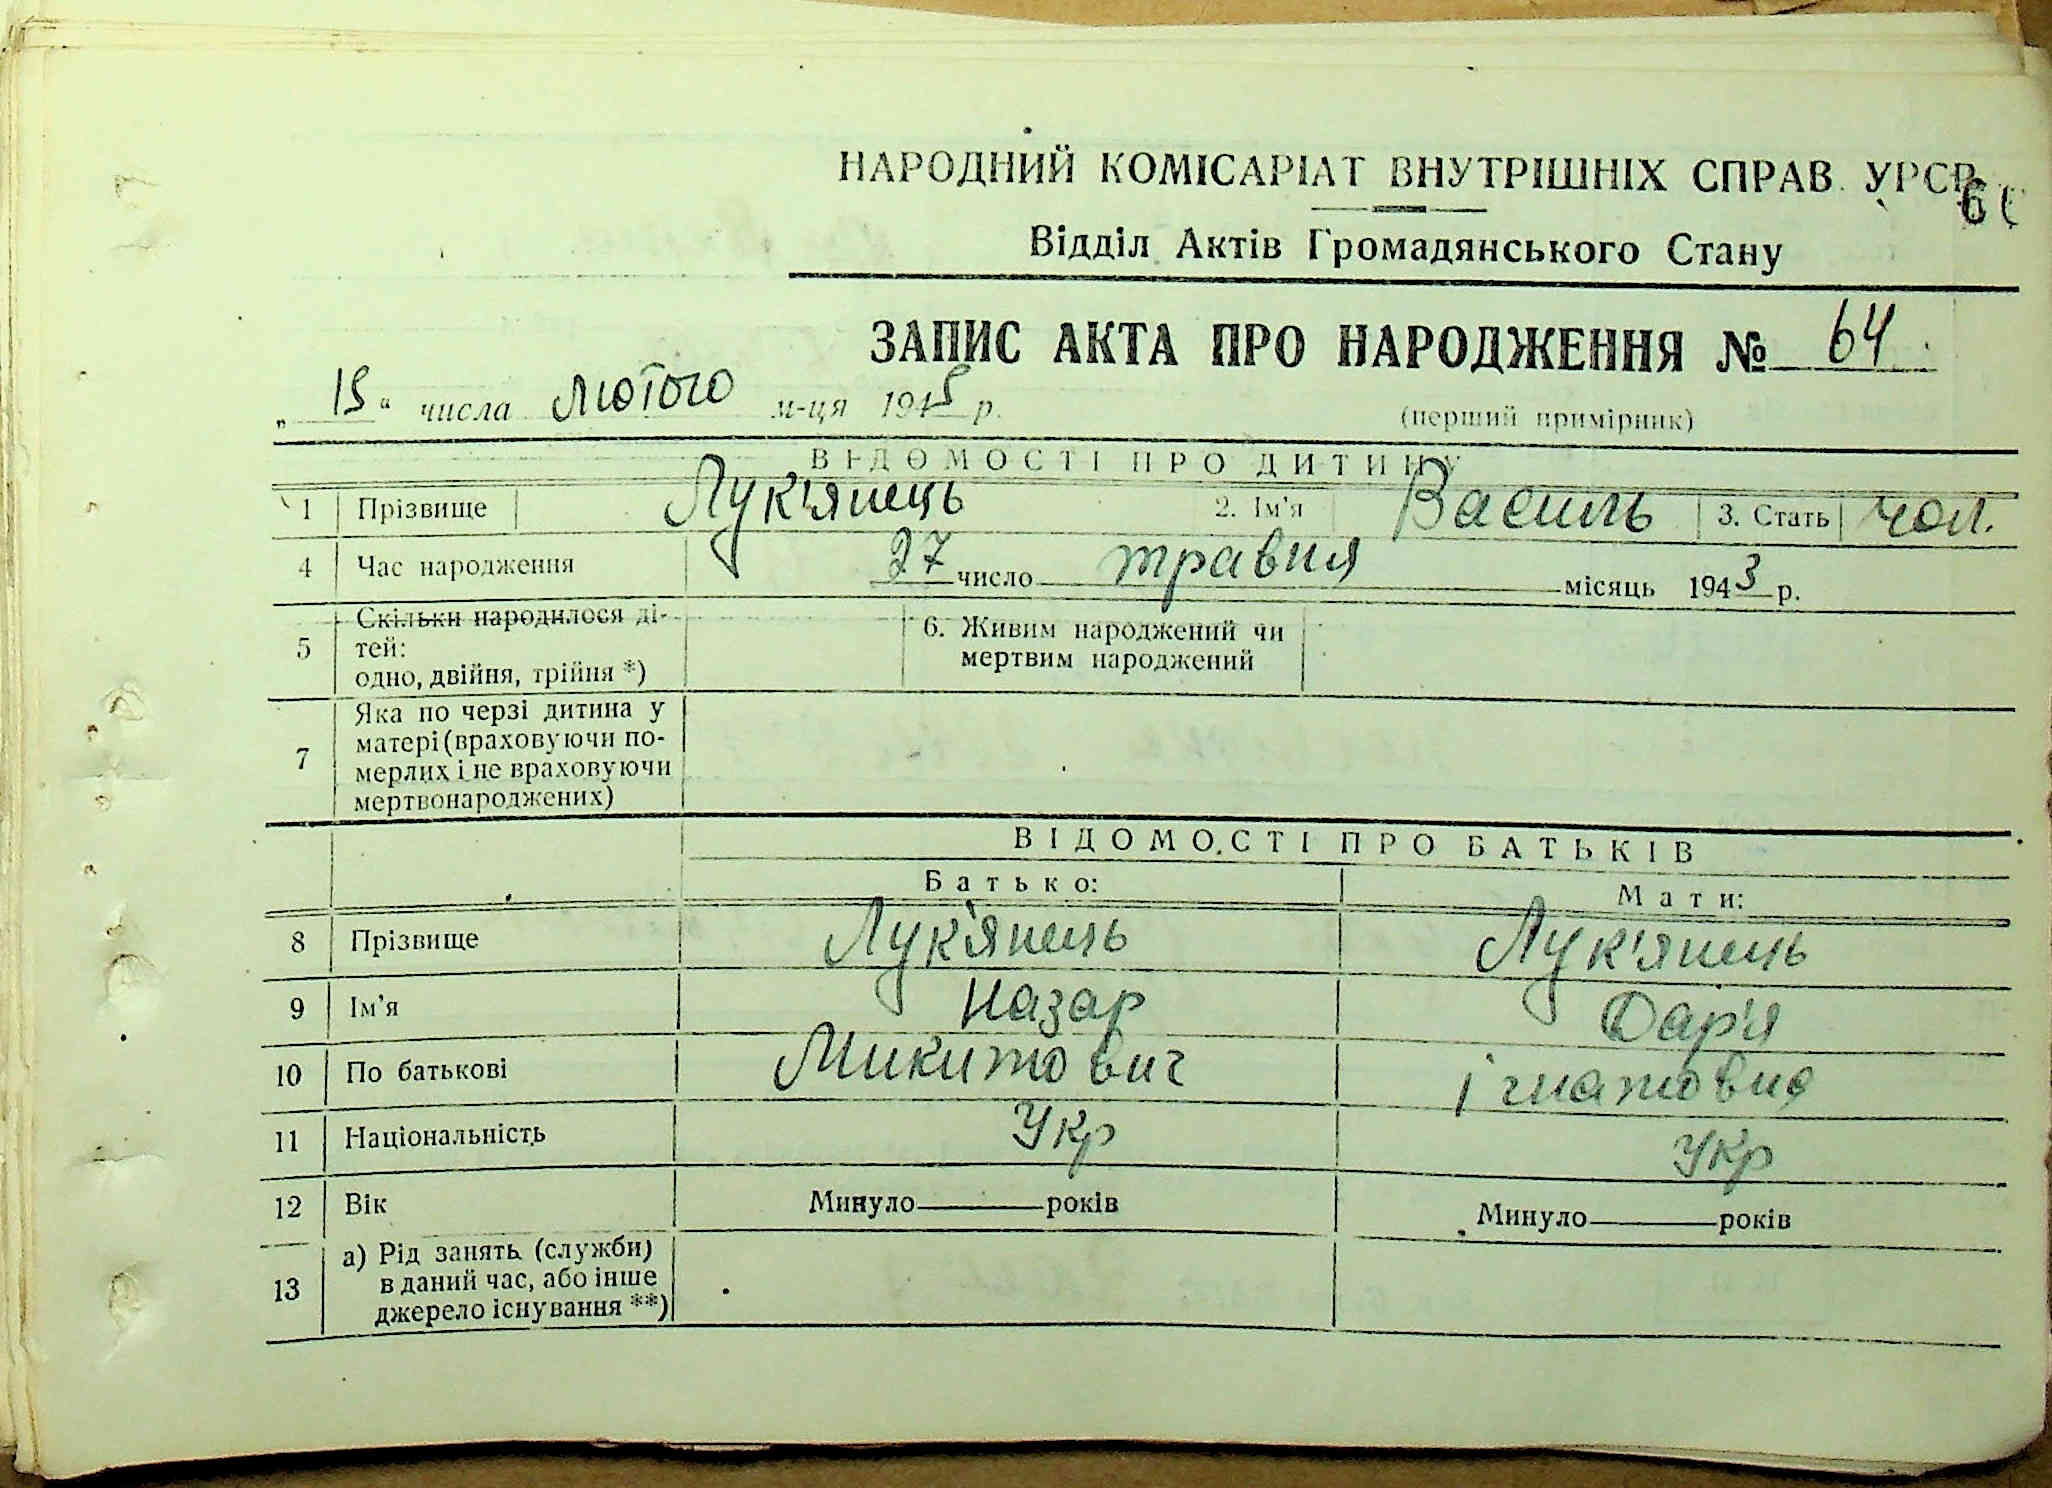 НАРОДНИЙ КОМІСАРІАТ ВНУТРІШНІХ СПРАВ УРСР
Відділ Актів Громадянського Стану
ЗАПИС АКТА ПРО НАРОДЖЕННЯ № 64
„15“ числа лютого м-ця 1945 р. (перший примірник)
ВІДОМОСТІ ПРО ДИТИНУ
1 Прізвище Лук'янець 2. Ім'я Василь 3. Стать чол.
4 Час народження 27 число травня місяць 1943 р.
5 Скільки народилося ді-
тей:
одно, двійня, трійня *)
6. Живим народжений чи
мертвим народжений
7 Яка по черзі дитина у
матері (враховуючи по-
мерлих і не враховуючи
мертвонароджених)
ВІДОМОСТІ ПРО БАТЬКІВ
Батько: Мати:
8 Прізвище Лук'янець Лук'янець
9 Ім'я Назар Дар'я
10 По батькові Микитович
11 Національність Укр Укр
12 Вік Минуло років Минуло років
13 а) Рід занять (служби)
в даний час, або інше
джерело існування **)